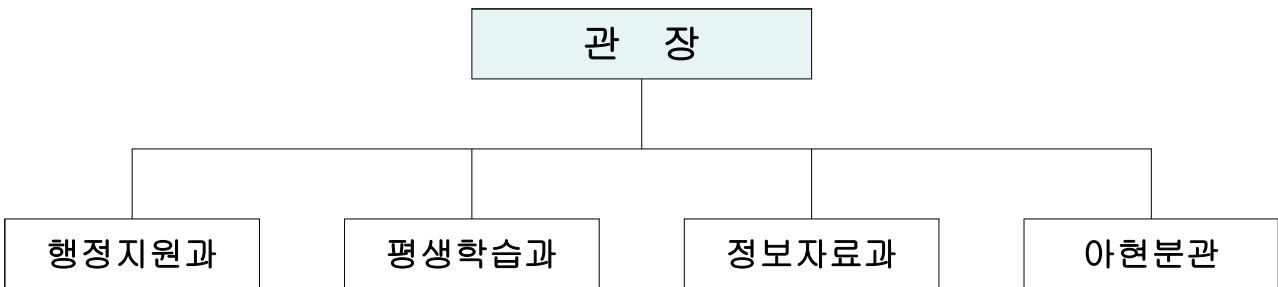 관 장
행정지원과
평생학습과
정보자료과
아현분관